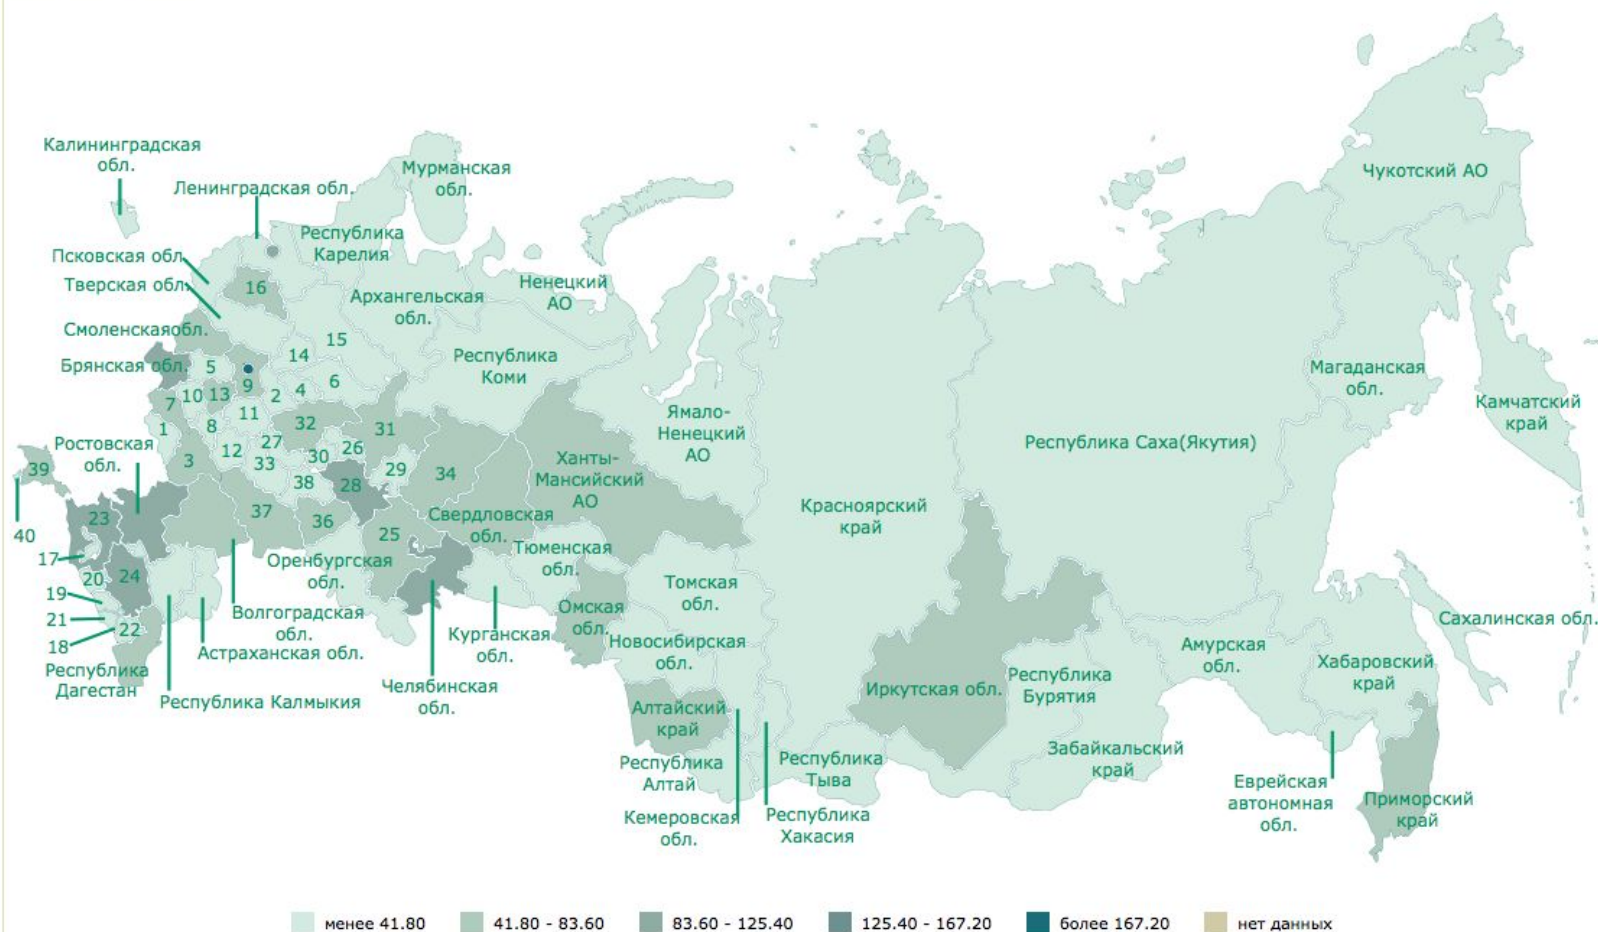 Калининградская
обл.
Ленинградская обл.
Мурманская
обл.
Чукотский АО
Псковская обл
Республика
Карелия
Тверская обл.
16
Архангельская
обл.
Ненецкий
АО
Смоленскаяобл.
15
14
Брянская обл.
5
9
6
Республика
Коми
Магаданская
обл.
7
10
13
2
4
11
Камчатский
край
1
8
32
31
Ямало-
Ненецкий
АО
Ростовская
обл.
12
27
30
26
Республика Саха(Якутия)
3
33
29
34
Ханты-
Мансийский
АО
39
38
28
Красноярский
край
23
37
36
Свердловская
обл.
40
25
17
Оренбургская
обл.
Тюменская
обл.
20
24
Томская
обл.
19
Волгоградская
обл.
Омская
обл.
21
22
Курганская
обл.
Новосибирская
обл.
Сахалинская обл.
18
Астраханская обл.
Амурская
обл.
Хабаровский
край
Республика
Дагестан
Республика Калмыкия
Челябинская
обл.
Иркутская обл.
Республика
Бурятия
Алтайский
край
Забайкальский
край
Республика
Алтай
Республика
Тыва
Еврейская
автономная
обл.
Приморский
край
Кемеровская
обл.
Республика
Хакасия
менее 41.80
41.80 - 83.60
83.60 - 125.40
125.40 - 167.20
более 167.20
нет данных